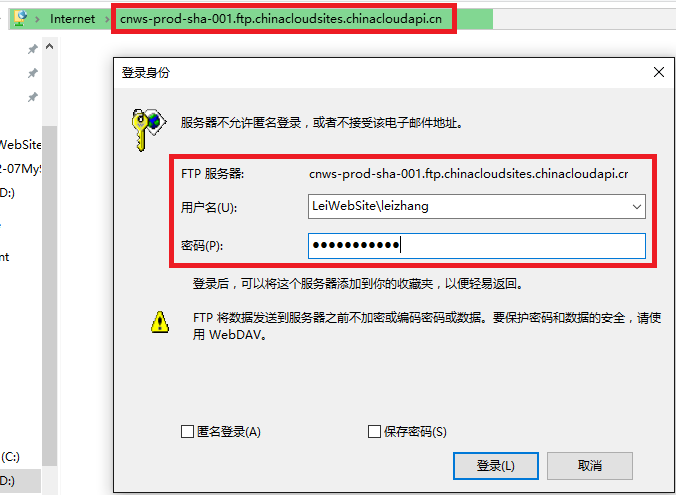 Internet
cnws-prod-sha-001.ftp.chinacloudsites.chinacloudapi.cn
WebSite
2-07MyS
D:)
nt
(C:)
D:)
登录身份
服务器不允许匿名登录，或者不接受该电子邮件地址。
FTP 服务器:
cnws-prod-sha-001.ftp.chinacloudsites.chinacloudapi.cr
用户名(U):
LeiWebSite\leizhang
密码(P):
●●●●●●●●●●●
登录后，可以将这个服务器添加到你的收藏夹，以便轻易返回。
FTP 将数据发送到服务器之前不加密或编码密码或数据。要保护密码和数据的安全，请使
用 WebDAV。
匿名登录(A)
保存密码(S)
登录(L)
取消